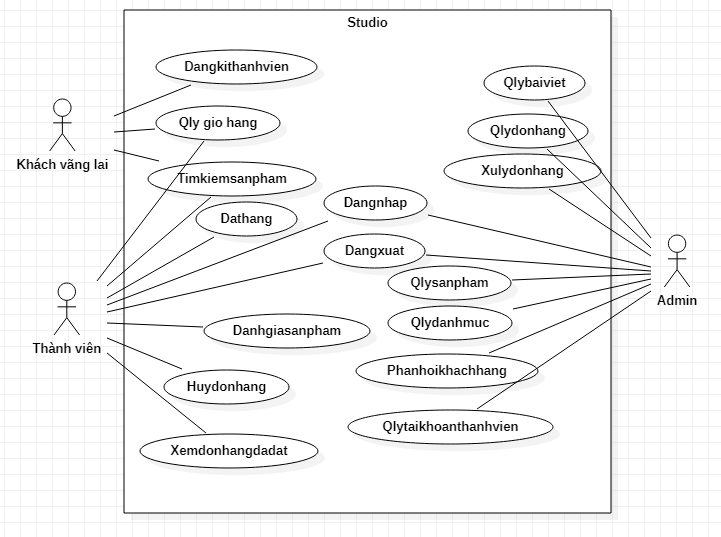 Studio
Dangkithanhvien
Qlybaiviet
Qly gio hang
Qlydonhang
Khách vãng lai
Timkiemsanpham
Xulydonhang
Dangnhap
Dathang
Dangxuat
Qlysanpham
Admin
Thành viên
Danhgiasanpham
Qlydanhmuc
Phanhoikhachhang
Huydonhang
Qlytaikhoanthanhvien
Xemdonhangdadat